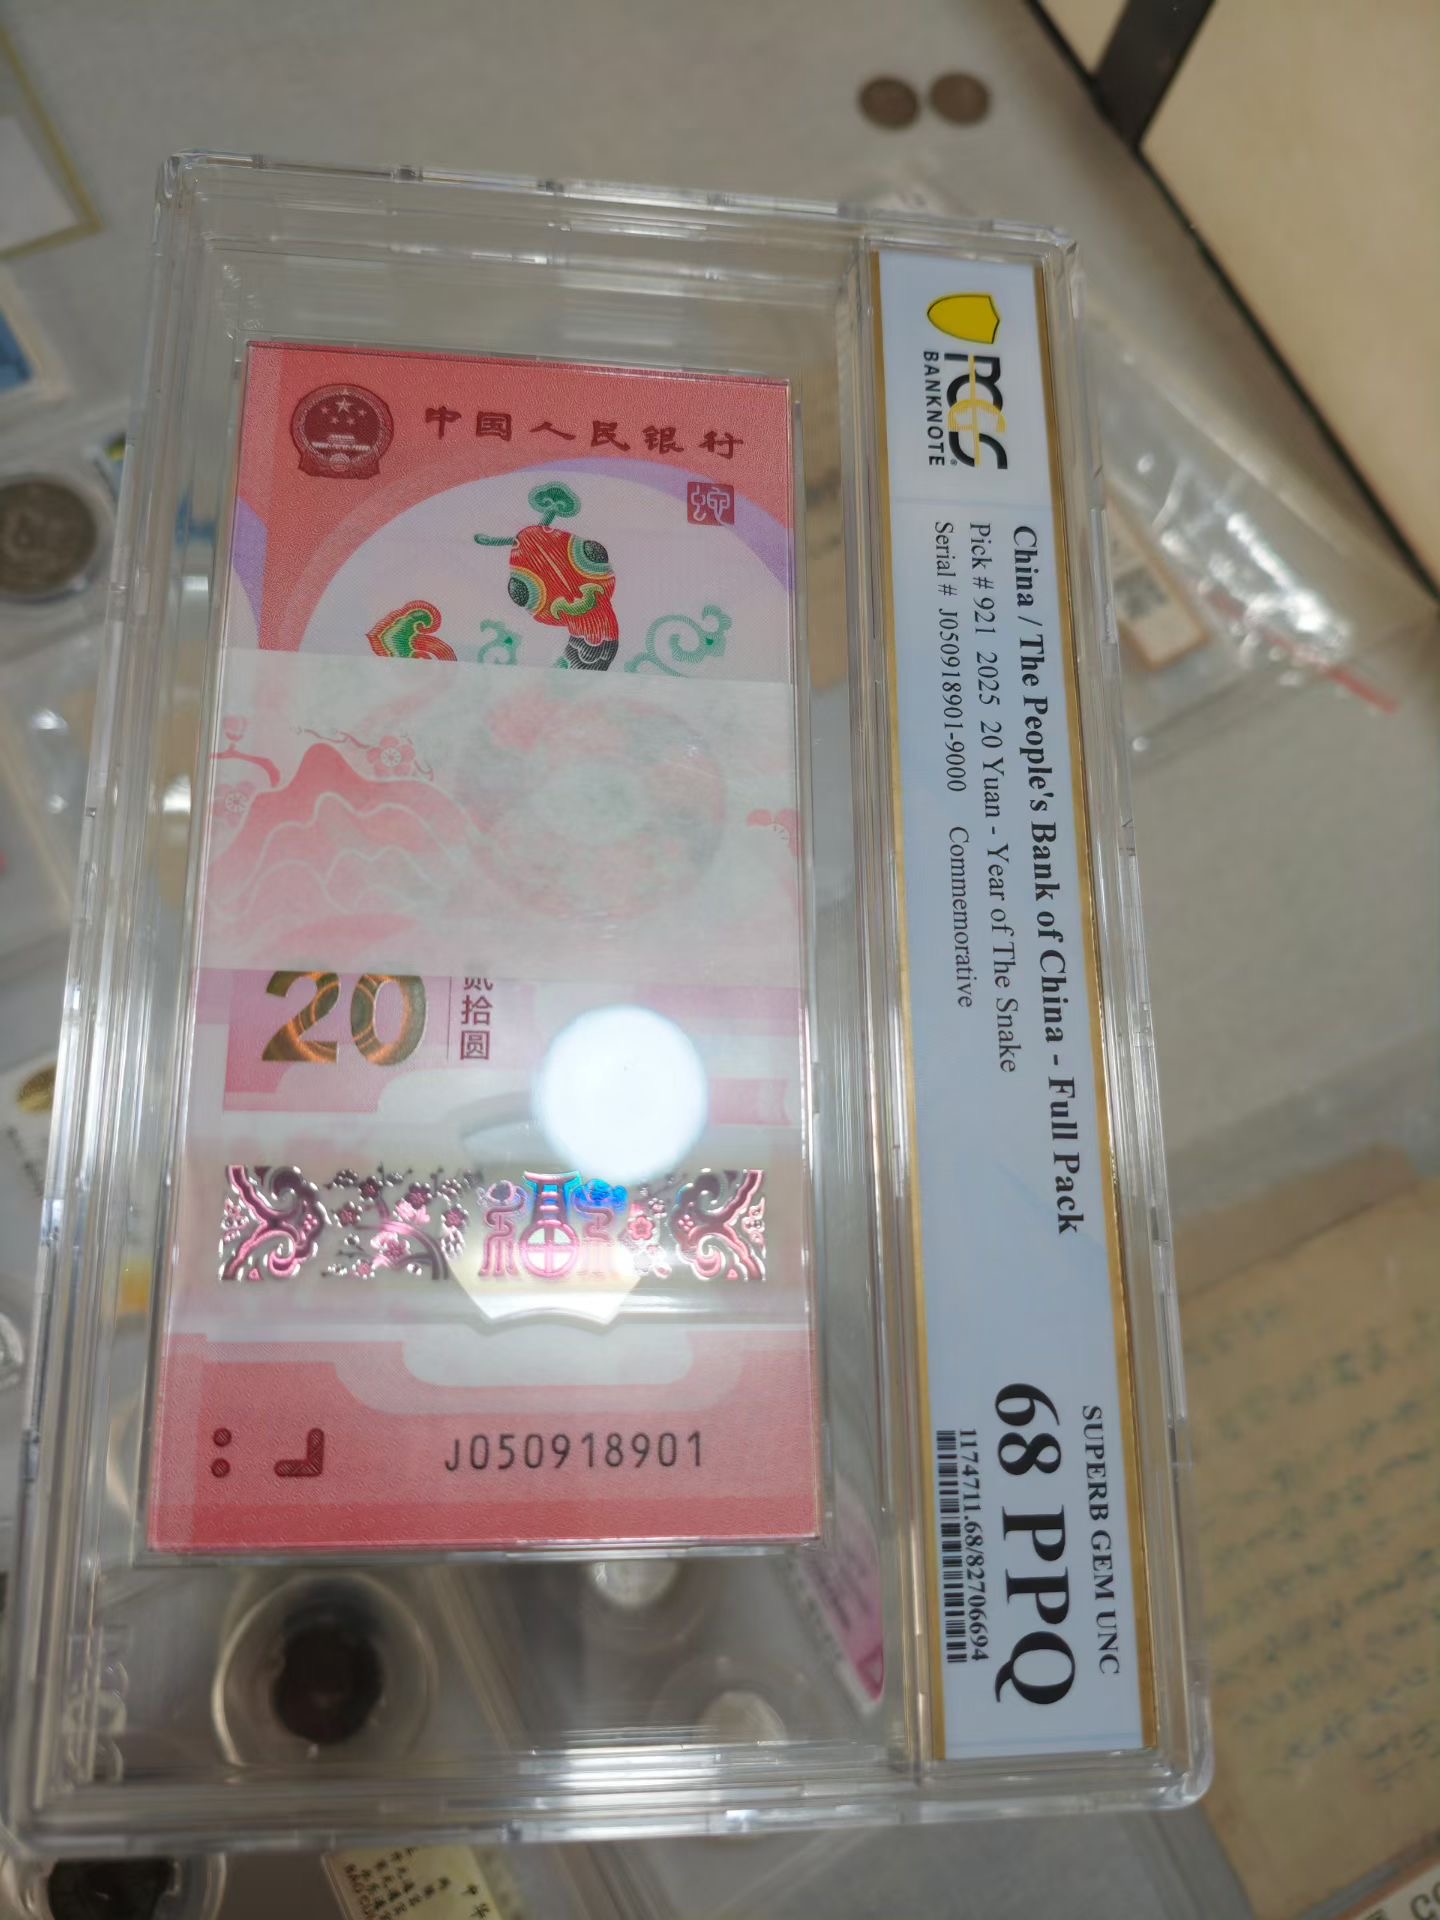 PCGS
BANKNOTE
China / The People's Bank of China - Full Pack
Pick # 921 2025 20 Yuan - Year of The Snake
Serial # J050918901-9000 Commemorative
SUPERB GEM UNC
68 PPQ
1174711.68/82706694
中国人民银行
20
贰拾圆
J050918901